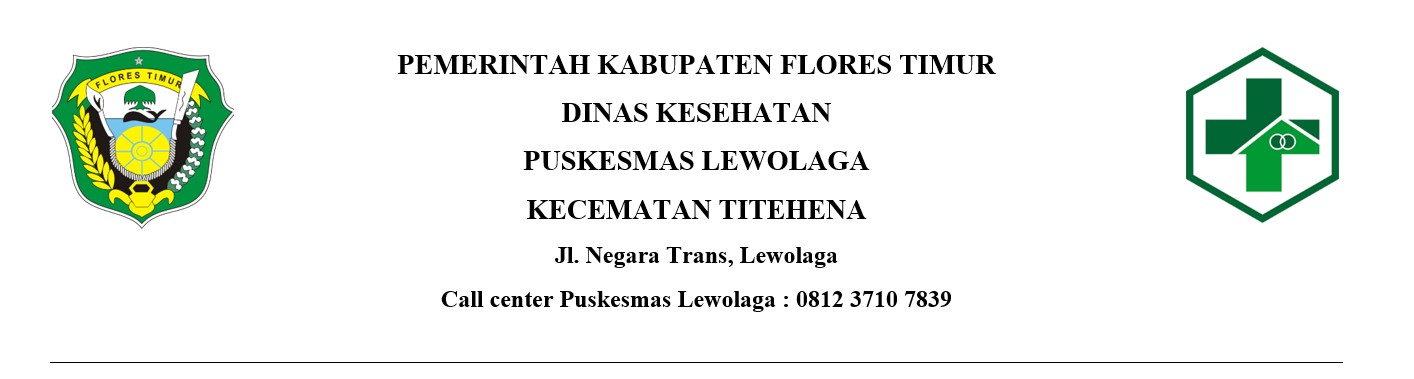 FLORES TIMUR
PEMERINTAH KABUPATEN FLORES TIMUR
DINAS KESEHATAN
PUSKESMAS LEWOLAGA
KECEMATAN TITEHENA
Jl. Negara Trans, Lewolaga
Call center Puskesmas Lewolaga : 0812 3710 7839